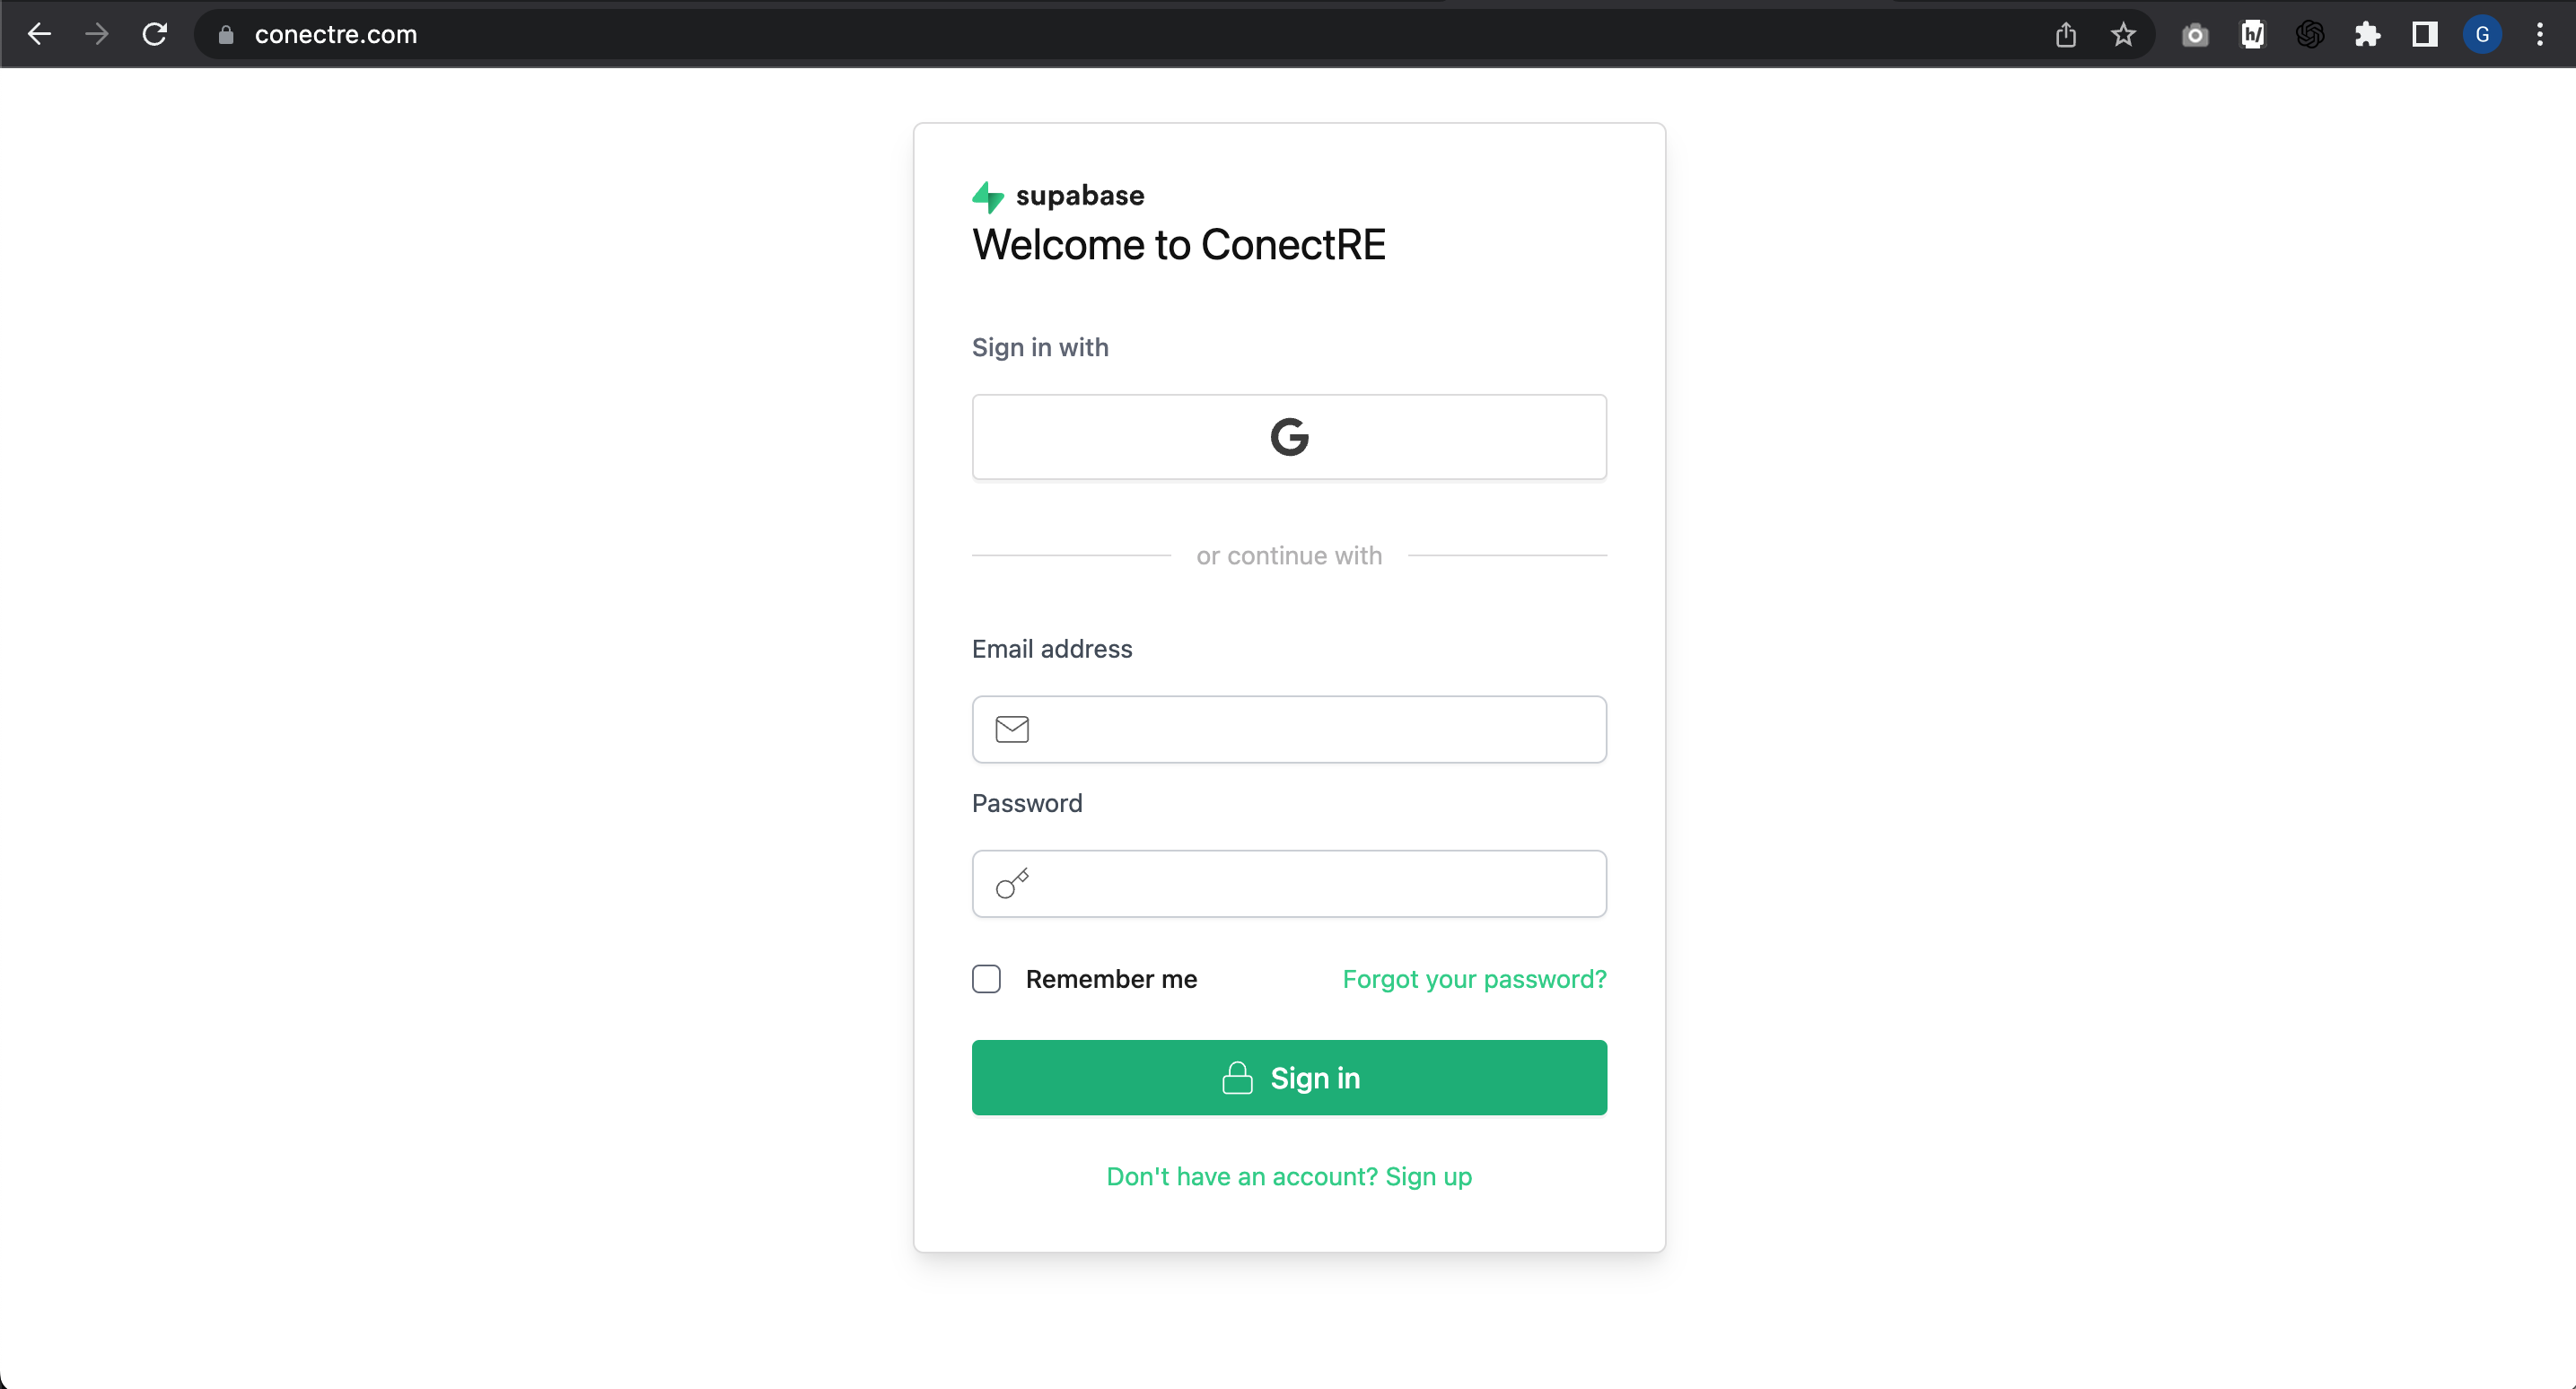 conectre.com
h/
G
supabase
Welcome to ConectRE
Sign in with
G
or continue with
Email address
Password
Remember me
Forgot your password?
Sign in
Don't have an account? Sign up